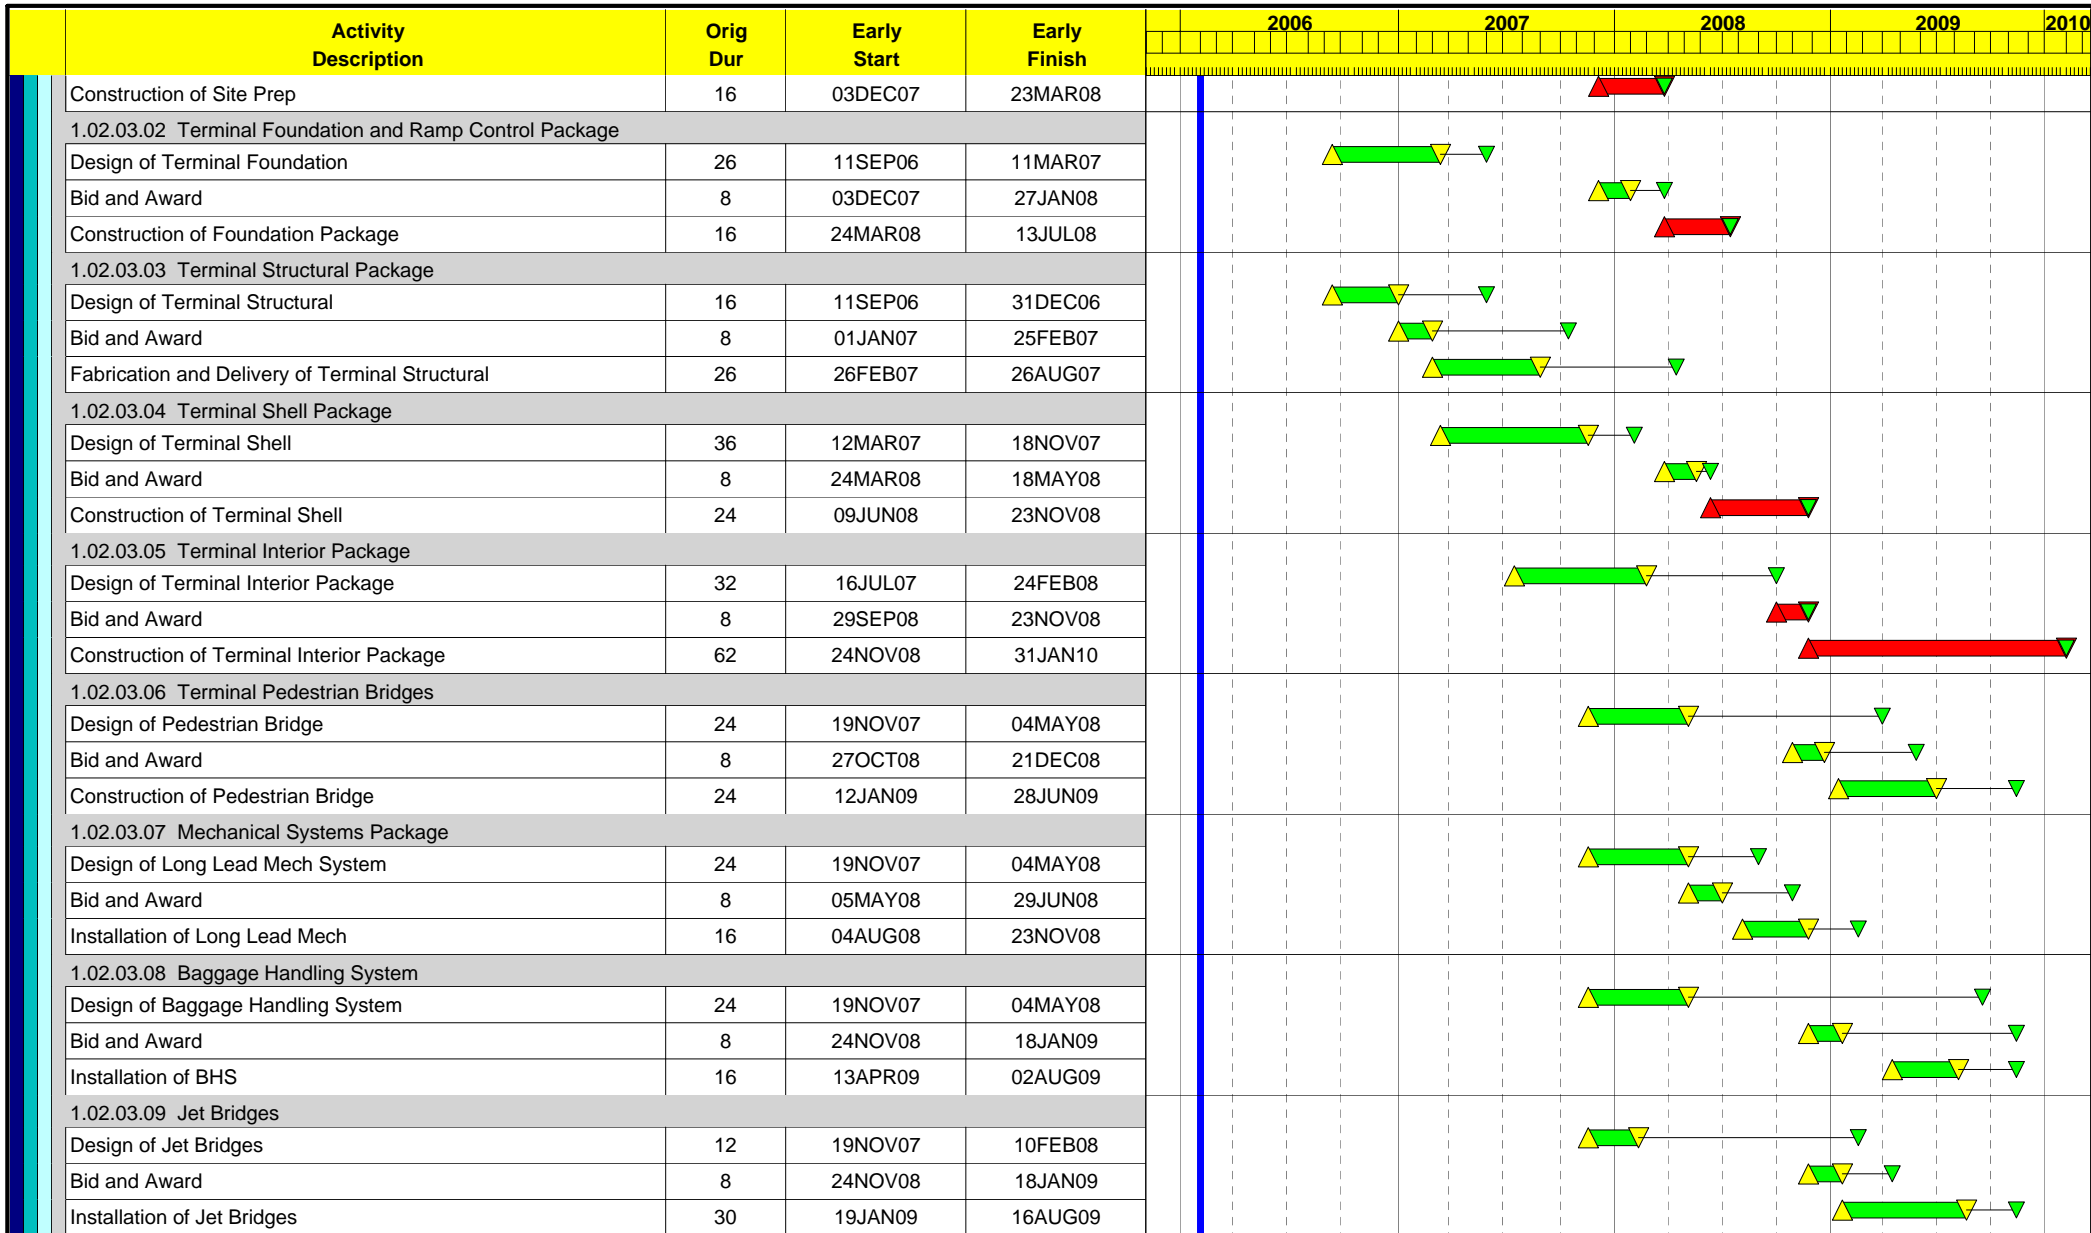 Activity Description Orig Dur Early Start Early Finish 2006 2007 2008 2009 2010
Construction of Site Prep 16 03DEC07 23MAR08
1.02.03.02 Terminal Foundation and Ramp Control Package
Design of Terminal Foundation 26 11SEP06 11MAR07
Bid and Award 8 03DEC07 27JAN08
Construction of Foundation Package 16 24MAR08 13JUL08
1.02.03.03 Terminal Structural Package
Design of Terminal Structural 16 11SEP06 31DEC06
Bid and Award 8 01JAN07 25FEB07
Fabrication and Delivery of Terminal Structural 26 26FEB07 26AUG07
1.02.03.04 Terminal Shell Package
Design of Terminal Shell 36 12MAR07 18NOV07
Bid and Award 8 24MAR08 18MAY08
Construction of Terminal Shell 24 09JUN08 23NOV08
1.02.03.05 Terminal Interior Package
Design of Terminal Interior Package 32 16JUL07 24FEB08
Bid and Award 8 29SEP08 23NOV08
Construction of Terminal Interior Package 62 24NOV08 31JAN10
1.02.03.06 Terminal Pedestrian Bridges
Design of Pedestrian Bridge 24 19NOV07 04MAY08
Bid and Award 8 27OCT08 21DEC08
Construction of Pedestrian Bridge 24 12JAN09 28JUN09
1.02.03.07 Mechanical Systems Package
Design of Long Lead Mech System 24 19NOV07 04MAY08
Bid and Award 8 05MAY08 29JUN08
Installation of Long Lead Mech 16 04AUG08 23NOV08
1.02.03.08 Baggage Handling System
Design of Baggage Handling System 24 19NOV07 04MAY08
Bid and Award 8 24NOV08 18JAN09
Installation of BHS 16 13APR09 02AUG09
1.02.03.09 Jet Bridges
Design of Jet Bridges 12 19NOV07 10FEB08
Bid and Award 8 24NOV08 18JAN09
Installation of Jet Bridges 30 19JAN09 16AUG09